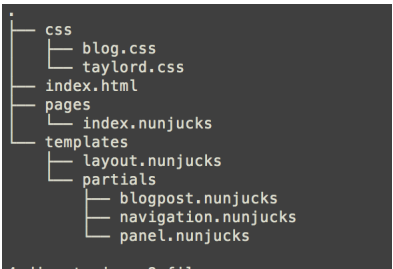 .
├── css
│   ├── blog.css
│   └── taylord.css
├── index.html
├── pages
│   └── index.nunjucks
└── templates
    ├── layout.nunjucks
    └── partials
        ├── blogpost.nunjucks
        ├── navigation.nunjucks
        └── panel.nunjucks